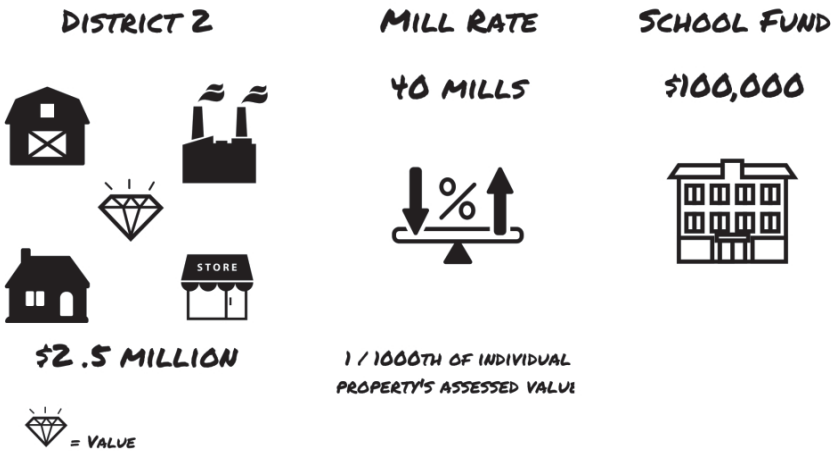 DISTRICT 2
MILL RATE
SCHOOL FUND
40 MILLS
$100,000
STORE
$2 .5 MILLION
1 / 1000TH OF INDIVIDUAL
PROPERTY'S ASSESSED VALUE
= VALUE